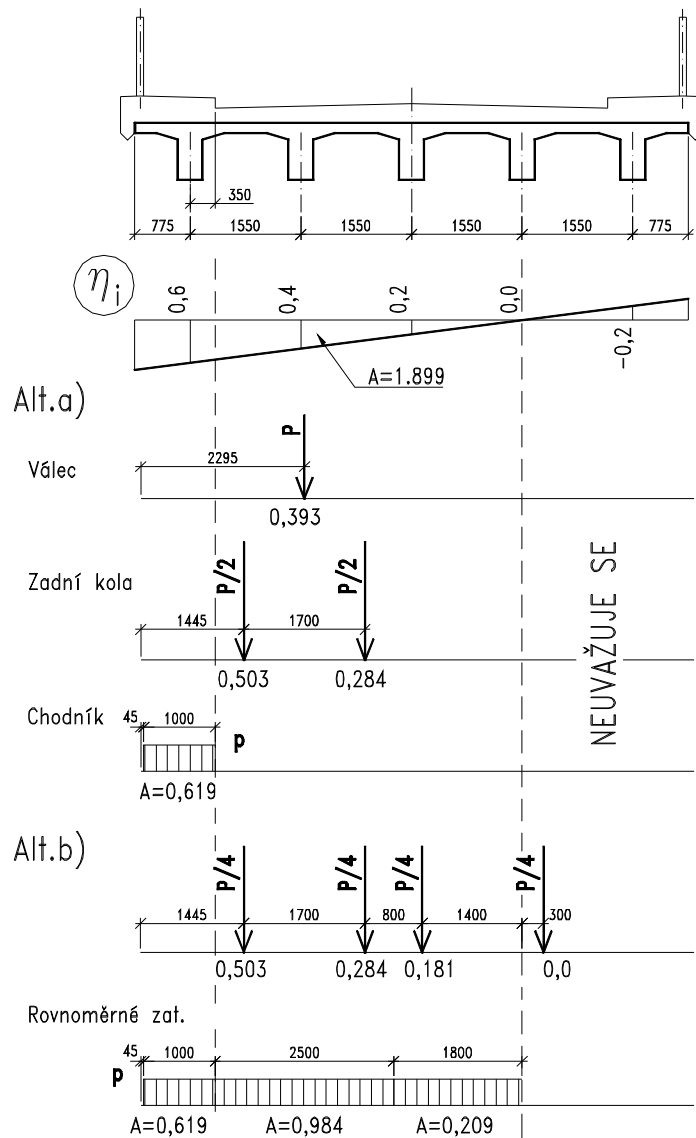 350
775 1550 1550 1550 1550 775
ηi
0,6 0,4 0,2 0,0 -0,2
A=1.899
Alt.a)
P
2295
Válec
0,393
P/2 P/2
Zadní kola
1445 1700
0,503 0,284
NEUVAŽUJE SE
Chodník
45 1000
p
A=0,619
Alt.b)
P/4 P/4 P/4 P/4
1445 1700 800 1400 300
0,503 0,284 0,181 0,0
Rovnoměrné zat.
45 1000 2500 1800
p
A=0,619 A=0,984 A=0,209